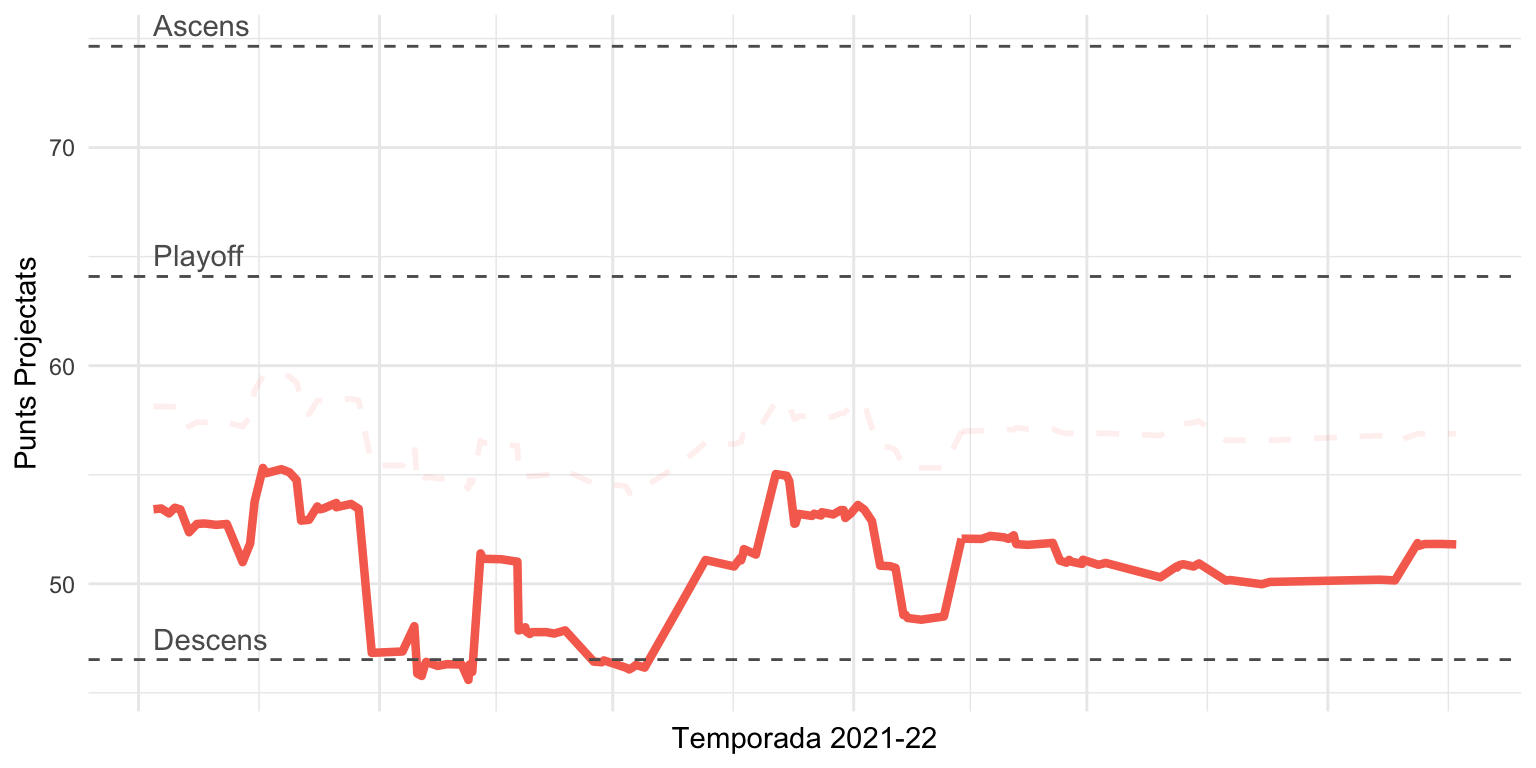 Ascens
70
Playoff
60
50
Descens
Punts Projectats
Temporada 2021-22